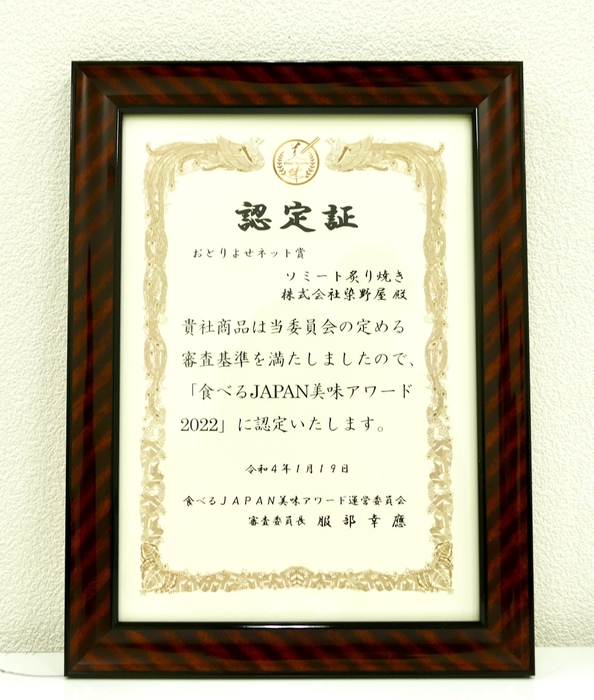 認定証
おとりよせネット賞
ソミート炙り焼き
株式会社染野屋 殿
貴社商品は当委員会の定める
審査基準を満たしましたので、
「食べるJAPAN美味アワード
2022」に認定いたします。
令和4年1月19日
食べるJAPAN美味アワード運営委員会
審査委員長 服部幸應